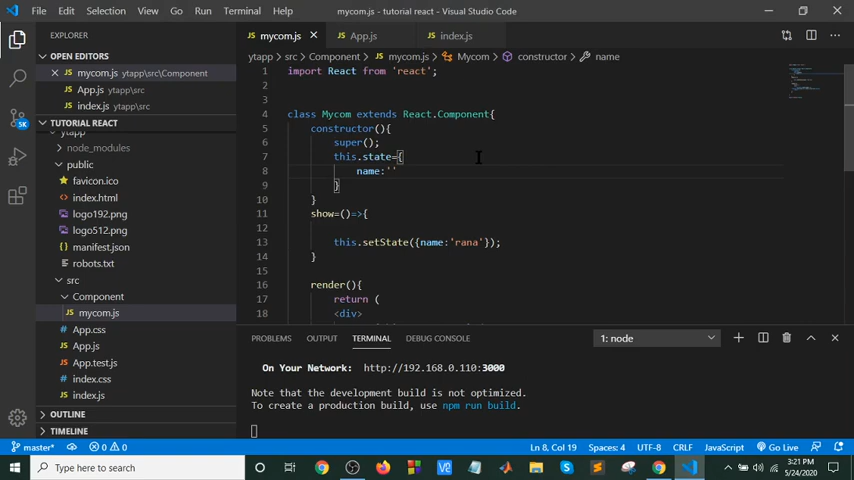 File Edit Selection View Go Run Terminal Help mycom.js - tutorial react - Visual Studio Code
EXPLORER
OPEN EDITORS
mycom.js ytapp\src\Component
App.js ytapp\src
index.js ytapp\src
TUTORIAL REACT
ytapp
node_modules
public
favicon.ico
index.html
logo192.png
logo512.png
manifest.json
robots.txt
src
Component
mycom.js
App.css
App.js
App.test.js
index.css
index.js
OUTLINE
TIMELINE
5K
mycom.js App.js index.js
ytapp > src > Component > mycom.js > Mycom > constructor > name
1 import React from 'react';
2
3
4 class Mycom extends React.Component{
5 constructor(){
6 super();
7 this.state={
8 name:''
9 }
10 }
11 show=()=>{
12
13 this.setState({name:'rana'});
14 }
15
16 render(){
17 return (
18 <div>
PROBLEMS OUTPUT TERMINAL DEBUG CONSOLE 1: node
On Your Network: http://192.168.0.110:3000
Note that the development build is not optimized.
To create a production build, use npm run build.
master* 0 0 Ln 8, Col 19 Spaces: 4 UTF-8 CRLF JavaScript Go Live
Type here to search
3:21 PM
5/24/2020